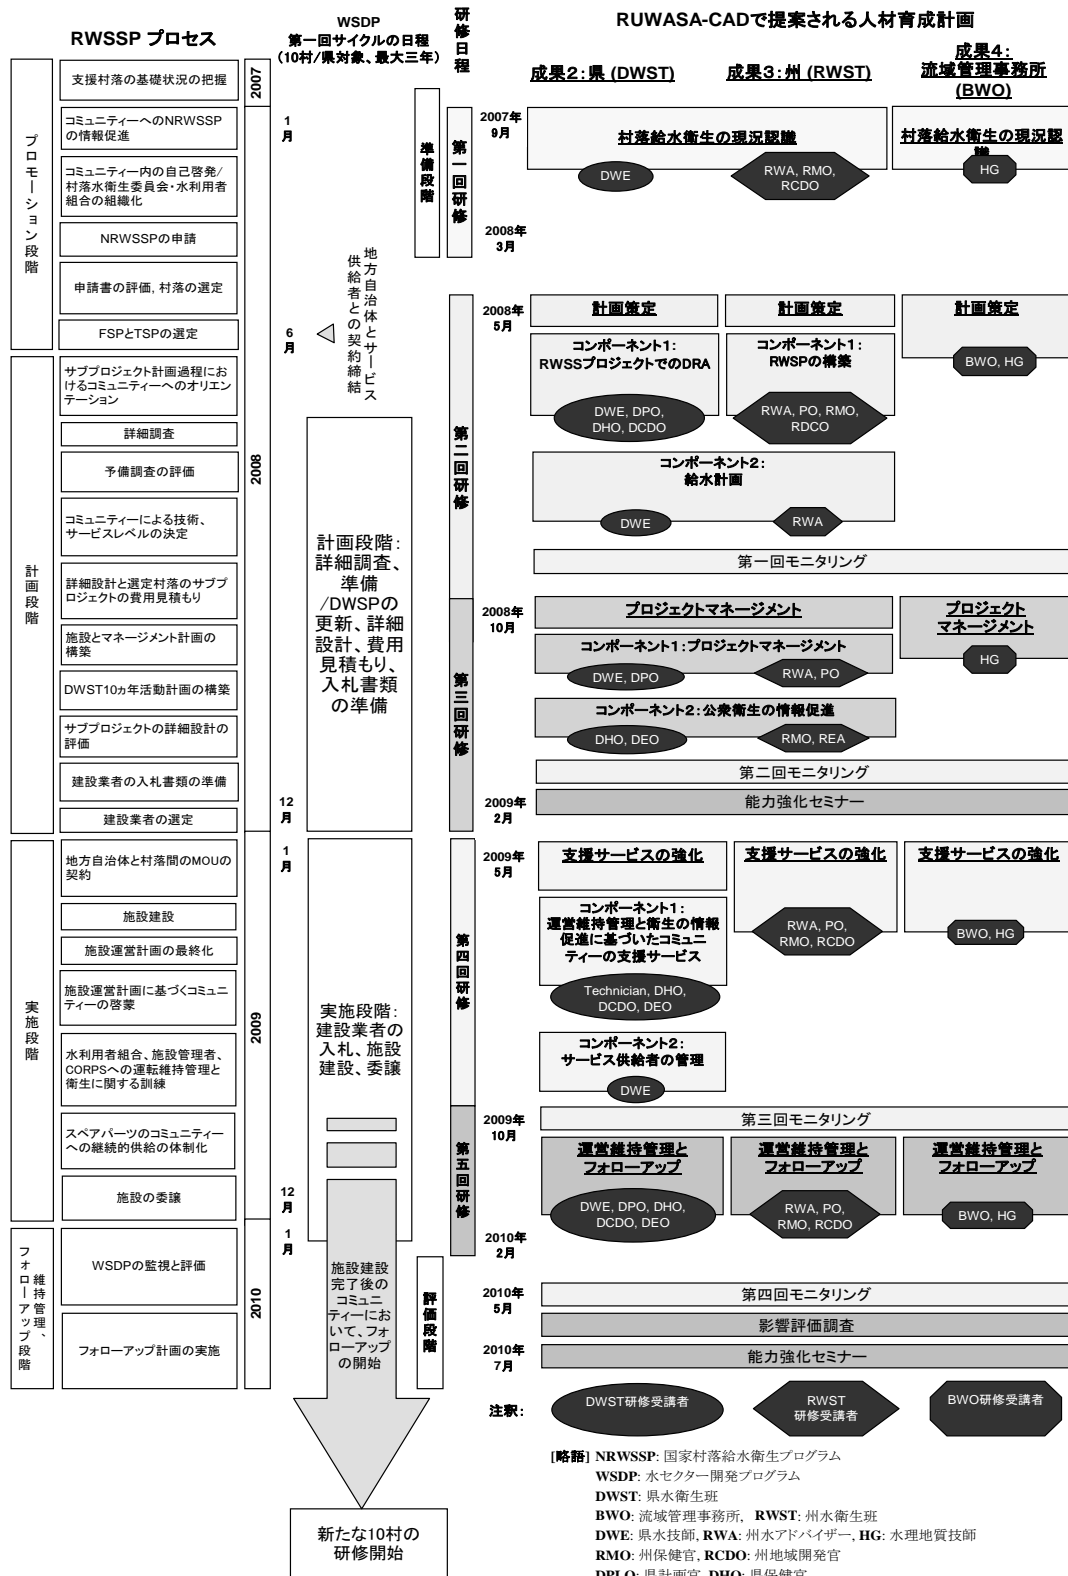 RWSSP プロセス
WSDP
第一回サイクルの日程
(10村/県対象、最大三年)
研修日程
RUWASA-CADで提案される人材育成計画
成果2：県 (DWST)
成果3：州 (RWST)
成果4：
流域管理事務所
(BWO)
プロモーション段階
支援村落の基礎状況の把握
コミュニティーへのNRWSSP
の情報促進
コミュニティー内の自己啓発/
村落水衛生委員会・水利用者
組合の組織化
NRWSSPの申請
申請書の評価, 村落の選定
FSPとTSPの選定
計画段階
サブプロジェクト計画過程にお
けるコミュニティーへのオリエン
テーション
詳細調査
予備調査の評価
コミュニティーによる技術、
サービスレベルの決定
詳細設計と選定村落のサブプ
ロジェクトの費用見積もり
施設とマネージメント計画の
構築
DWST10ヵ年活動計画の構築
サブプロジェクトの詳細設計の
評価
建設業者の入札書類の準備
建設業者の選定
実施段階
地方自治体と村落間のMOUの
契約
施設建設
施設運営計画の最終化
施設運営計画に基づくコミュニ
ティーの啓蒙
水利用者組合、施設管理者、
CORPSへの運転維持管理と
衛生に関する訓練
スペアパーツのコミュニティー
への継続的供給の体制化
施設の委譲
維持管理、
フォローアップ段階
WSDPの監視と評価
フォローアップ計画の実施
2007
2008
2009
2010
1
月
6
月
12
月
1
月
12
月
1
月
地方自治体とサービス
供給者との契約締結
計画段階：
詳細調査、
準備
/DWSPの
更新、詳細
設計、費用
見積もり、
入札書類
の準備
実施段階：
建設業者の
入札、施設
建設、委譲
施設建設
完了後の
コミュニ
ティーにお
いて、フォ
ローアップ
の開始
新たな10村の
研修開始
準備段階
評価段階
第一回研修
第二回研修
第三回研修
第四回研修
第五回研修
2007年
9月
2008年
3月
2008年
5月
2008年
10月
2009年
2月
2009年
5月
2009年
10月
2010年
2月
2010年
5月
2010年
7月
村落給水衛生の現況認識
DWE
RWA, RMO,
RCDO
村落給水衛生の現況認
識
HG
計画策定
計画策定
計画策定
BWO, HG
コンポーネント1：
RWSSプロジェクトでのDRA
DWE, DPO,
DHO, DCDO
コンポーネント1：
RWSPの構築
RWA, PO, RMO,
RDCO
コンポーネント2：
給水計画
DWE
RWA
第一回モニタリング
プロジェクトマネージメント
プロジェクト
マネージメント
HG
コンポーネント1：プロジェクトマネージメント
DWE, DPO
RWA, PO
コンポーネント2：公衆衛生の情報促進
DHO, DEO
RMO, REA
第二回モニタリング
能力強化セミナー
支援サービスの強化
支援サービスの強化
支援サービスの強化
RWA, PO,
RMO, RCDO
BWO, HG
コンポーネント1：
運営維持管理と衛生の情報
促進に基づいたコミュニ
ティーの支援サービス
Technician, DHO,
DCDO, DEO
コンポーネント2：
サービス供給者の管理
DWE
第三回モニタリング
運営維持管理と
フォローアップ
運営維持管理と
フォローアップ
運営維持管理と
フォローアップ
DWE, DPO, DHO,
DCDO, DEO
RWA, PO,
RMO, RCDO
BWO, HG
第四回モニタリング
影響評価調査
能力強化セミナー
注釈：
DWST研修受講者
RWST
研修受講者
BWO研修受講者
[略語] NRWSSP: 国家村落給水衛生プログラム
WSDP: 水セクター開発プログラム
DWST: 県水衛生班
BWO: 流域管理事務所, RWST: 州水衛生班
DWE: 県水技師, RWA: 州水アドバイザー, HG: 水理地質技師
RMO: 州保健官, RCDO: 州地域開発官
DPLO: 県計画官, DHO: 県保健官